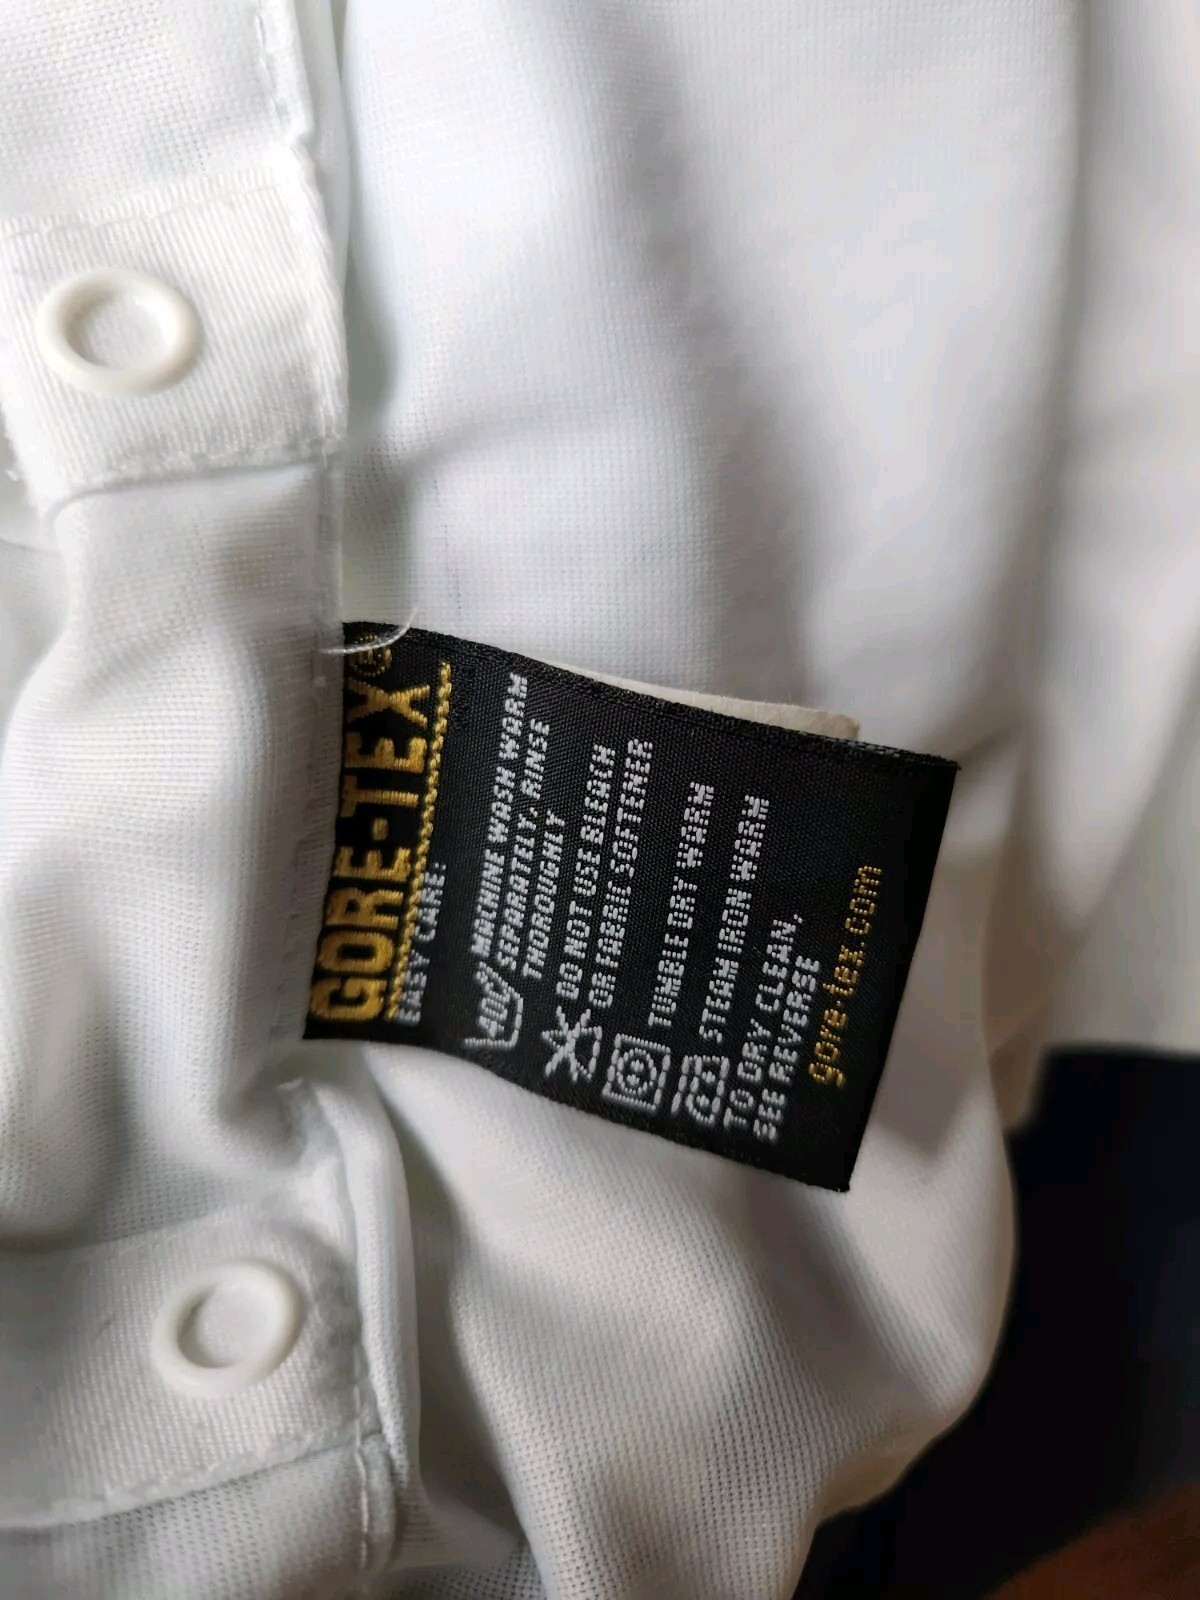 GORE-TEX®
EASY CARE:
40C MACHINE WASH WARM
SEPARATELY, RINSE
THOROUGHLY
DO NOT USE BLEACH
OR FABRIC SOFTENER
TUMBLE DRY WARM
STEAM IRON WARM
TO DRY CLEAN,
SEE REVERSE
gore-tex.com